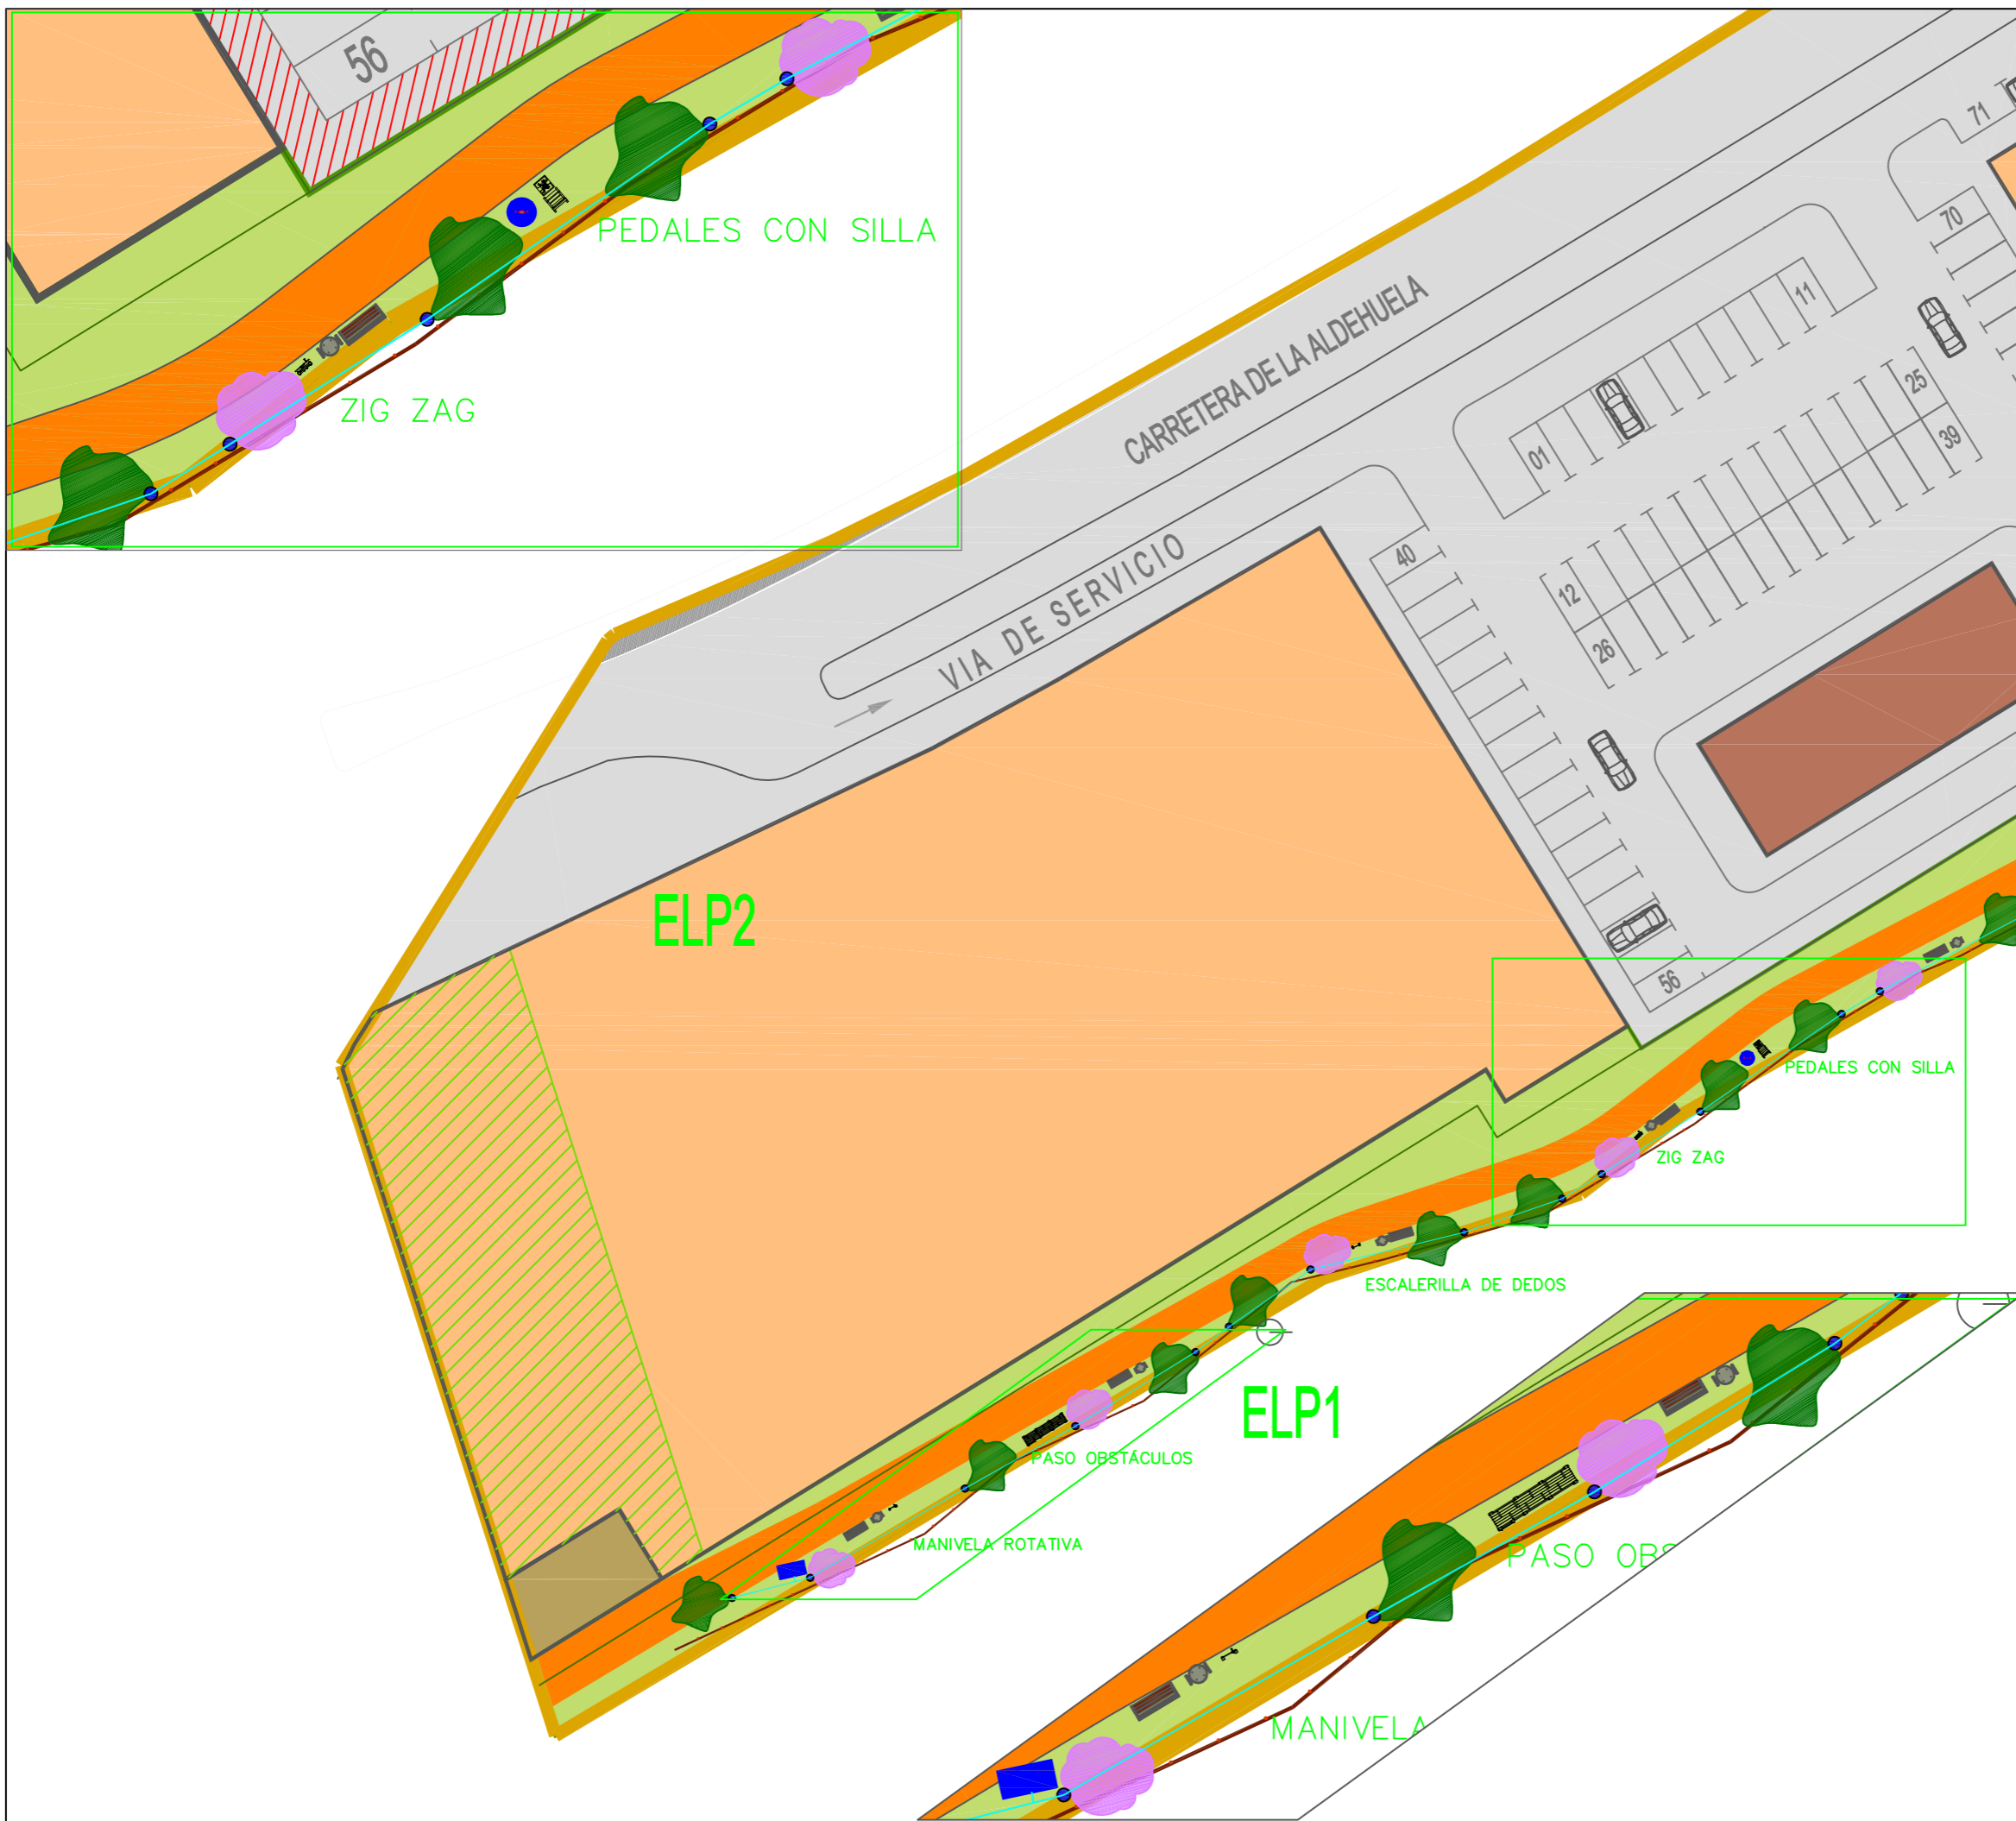 56
PEDALES CON SILLA
ZIG ZAG
71
70
11
CARRETERA DE LA ALDEHUELA
01
25
39
40
VIA DE SERVICIO
12
26
ELP2
56
PEDALES CON SILLA
ZIG ZAG
ESCALERILLA DE DEDOS
ELP1
PASO OBSTÁCULOS
MANIVELA ROTATIVA
PASO OBS
MANIVELA